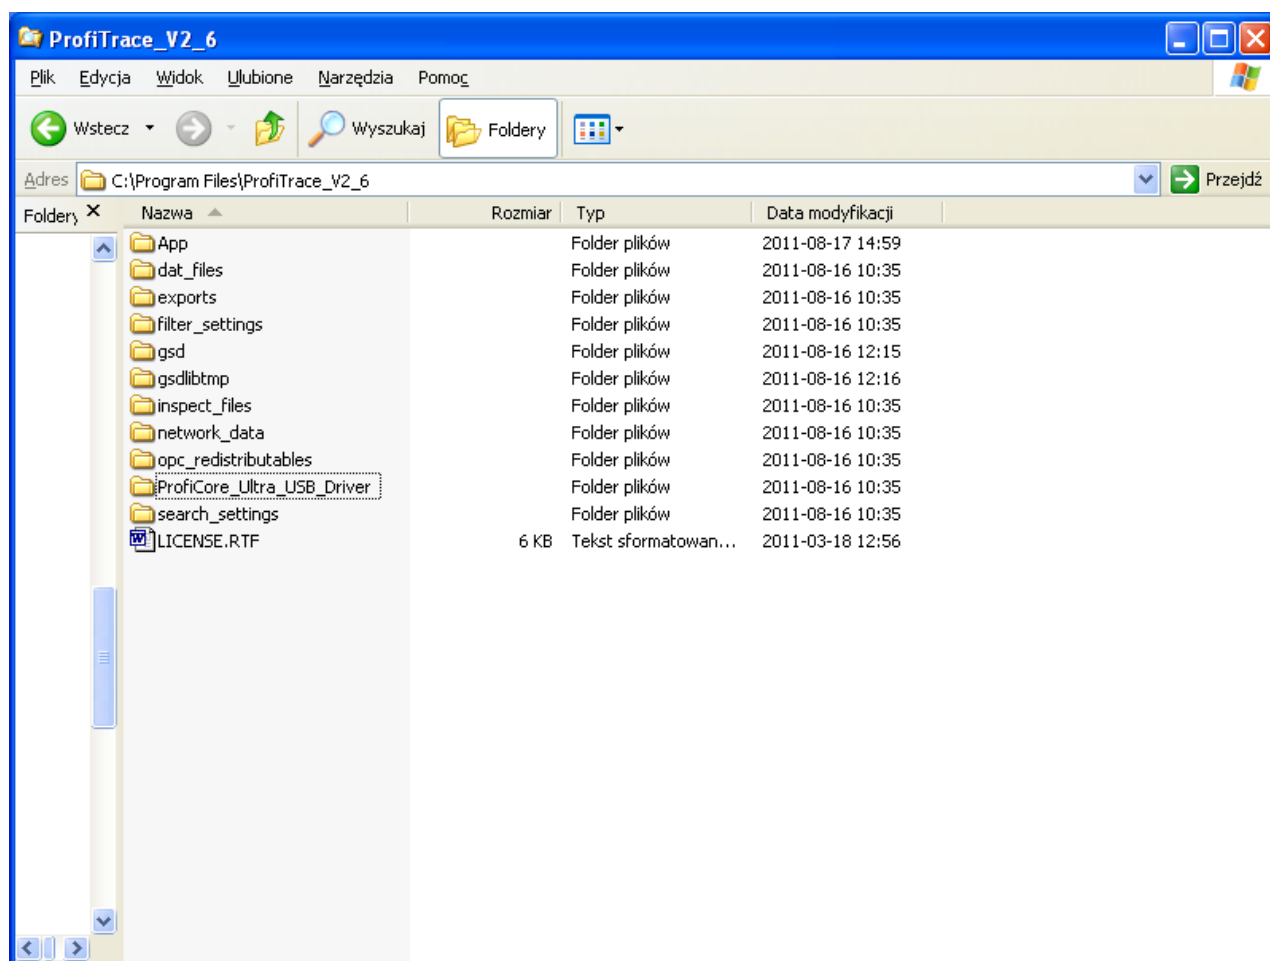 ProfiTrace_V2_6
Plik Edycja Widok Ulubione Narzędzia Pomoc
Wstecz Wyszukaj Foldery
Adres C:\Program Files\ProfiTrace_V2_6 Przejdź
Foldery Nazwa Rozmiar Typ Data modyfikacji
App Folder plików 2011-08-17 14:59
dat_files Folder plików 2011-08-16 10:35
exports Folder plików 2011-08-16 10:35
filter_settings Folder plików 2011-08-16 10:35
gsd Folder plików 2011-08-16 12:15
gsdlibtmp Folder plików 2011-08-16 12:16
inspect_files Folder plików 2011-08-16 10:35
network_data Folder plików 2011-08-16 10:35
opc_redistributables Folder plików 2011-08-16 10:35
ProfiCore_Ultra_USB_Driver Folder plików 2011-08-16 10:35
search_settings Folder plików 2011-08-16 10:35
LICENSE.RTF 6 KB Tekst sformatowan... 2011-03-18 12:56